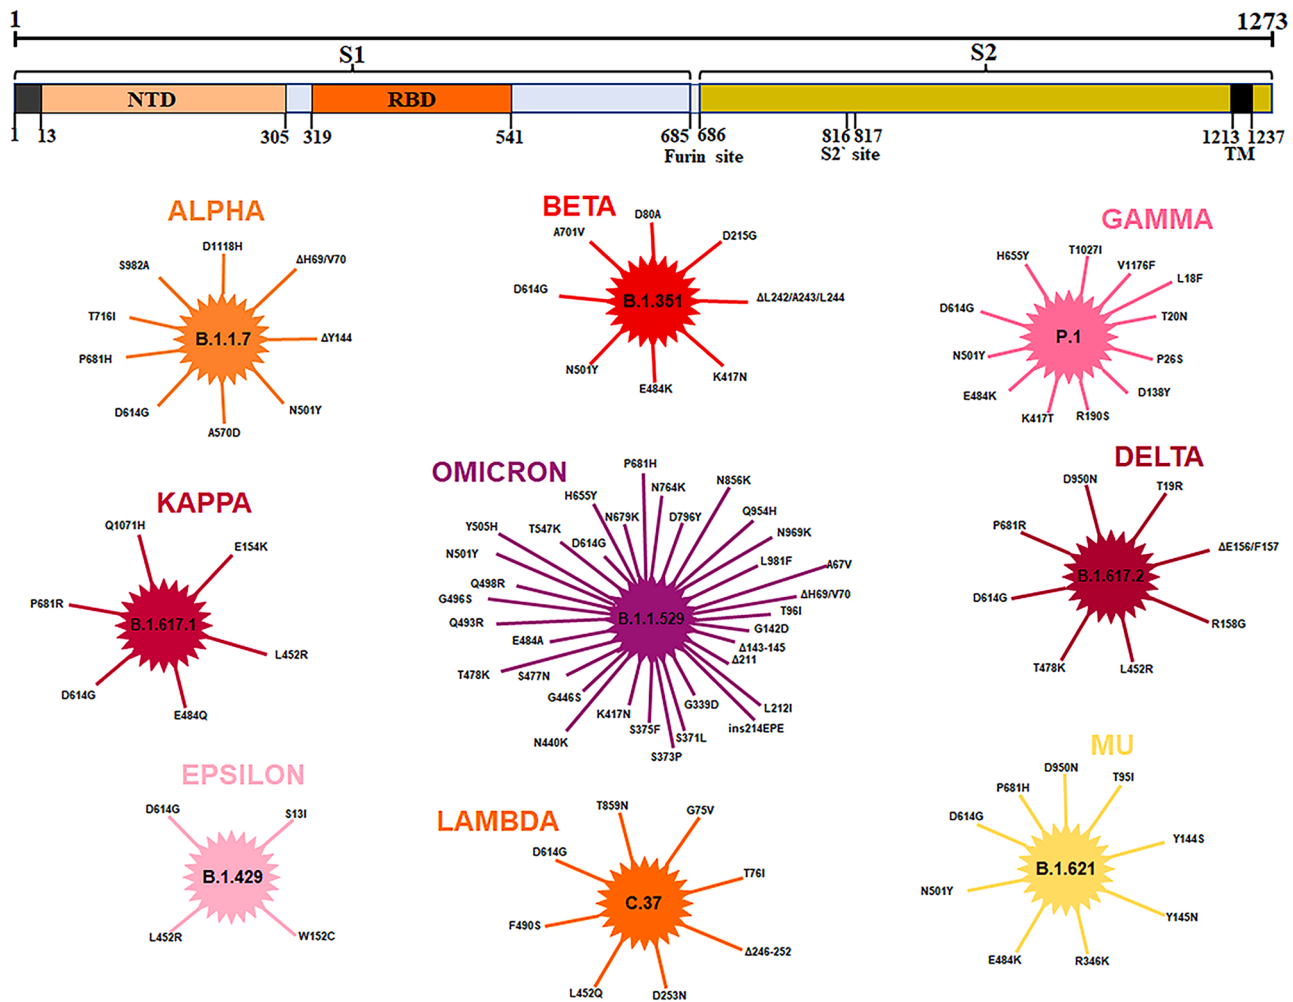 1
1273
S1
S2
NTD
RBD
1
13
305
319
541
685
686
816
817
1213
1237
Furin site
S2` site
TM
ALPHA
D1118H
ΔH69/V70
S982A
T716I
ΔY144
P681H
D614G
N501Y
A570D
B.1.1.7
BETA
D80A
A701V
D215G
D614G
ΔL242/A243/L244
N501Y
K417N
E484K
B.1.351
GAMMA
T1027I
H655Y
V1176F
L18F
D614G
T20N
N501Y
P26S
E484K
D138Y
K417T
R190S
P.1
KAPPA
Q1071H
E154K
P681R
L452R
D614G
E484Q
B.1.617.1
OMICRON
P681H
N764K
N856K
H655Y
N679K
D796Y
Q954H
Y505H
T547K
D614G
N969K
N501Y
L981F
A67V
Q498R
ΔH69/V70
G496S
T96I
Q493R
G142D
E484A
Δ143-145
Δ211
T478K
S477N
G446S
G339D
L212I
K417N
ins214EPE
S375F
S371L
N440K
S373P
B.1.1.529
DELTA
D950N
T19R
P681R
ΔE156/F157
D614G
R158G
T478K
L452R
B.1.617.2
EPSILON
D614G
S13I
L452R
W152C
B.1.429
LAMBDA
T859N
G75V
D614G
T76I
F490S
Δ246-252
L452Q
D253N
C.37
MU
D950N
T95I
P681H
D614G
Y144S
N501Y
Y145N
E484K
R346K
B.1.621